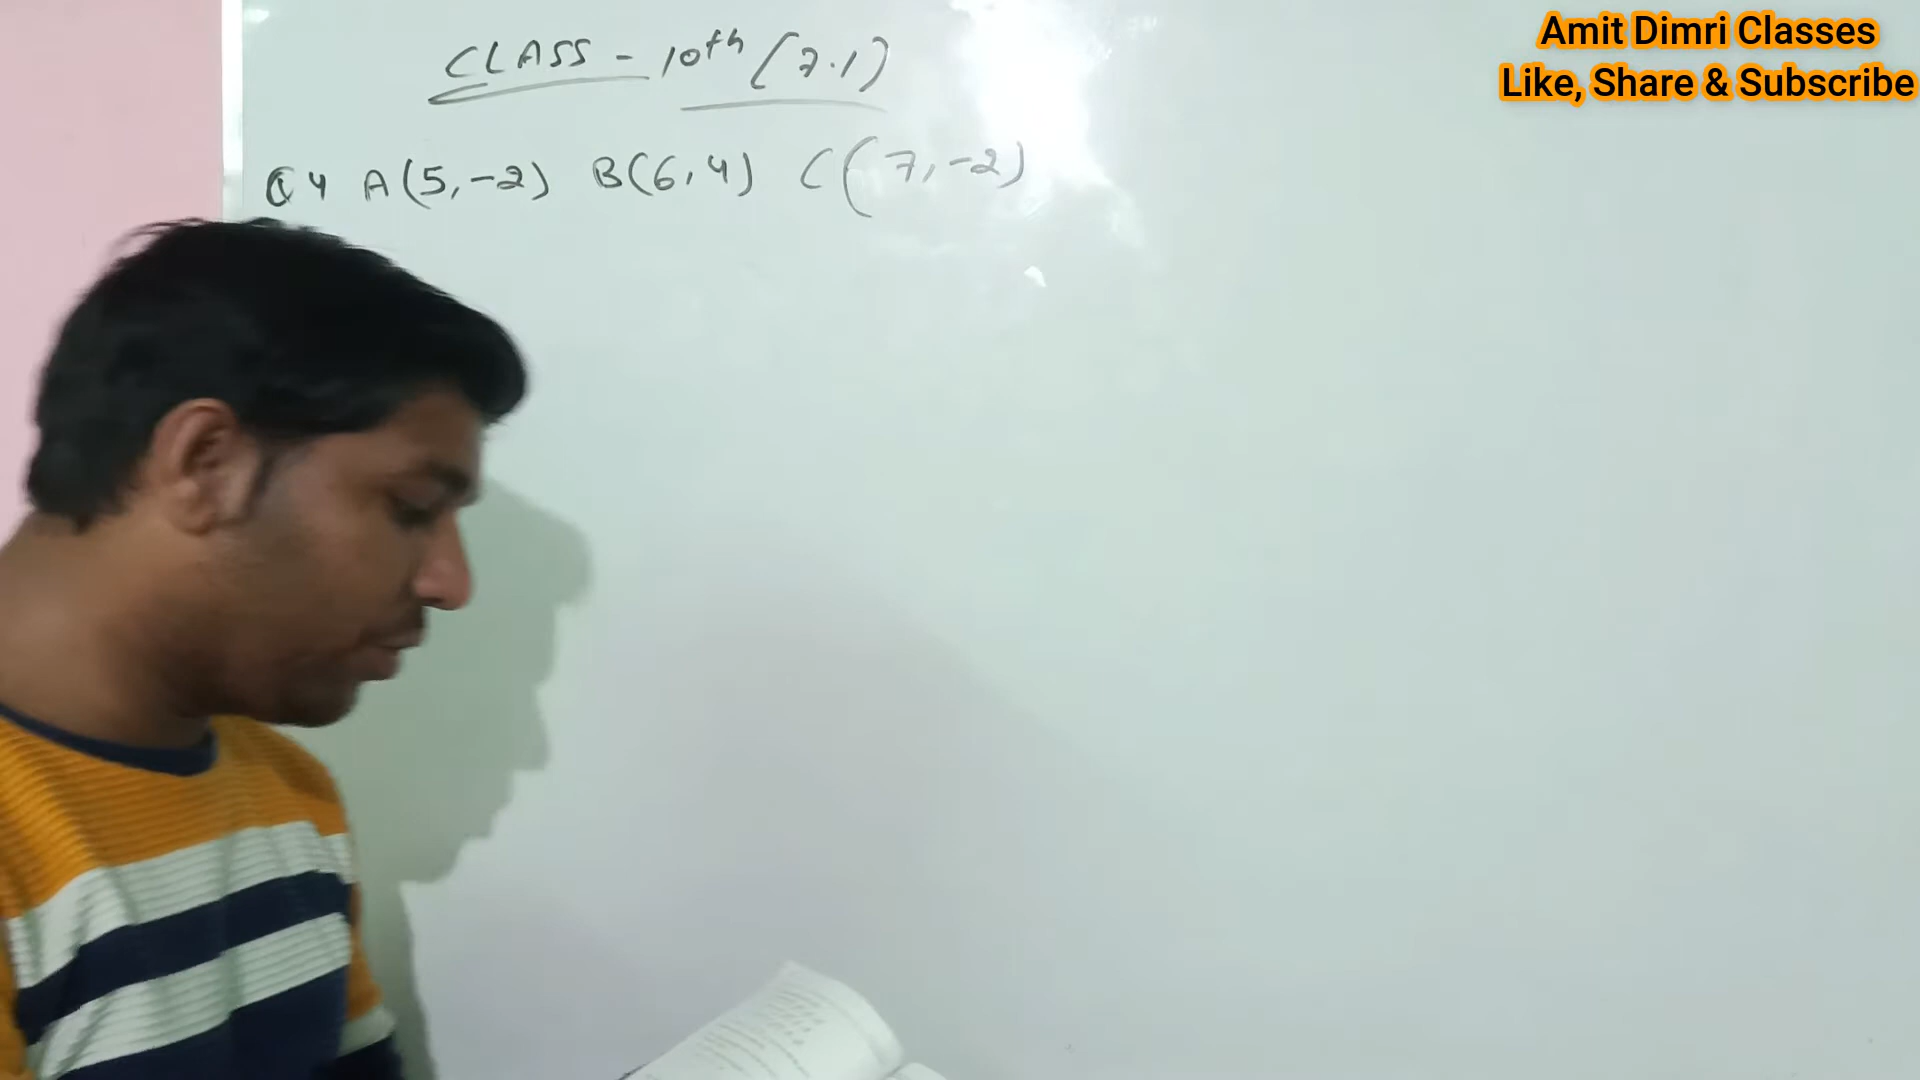 Amit Dimri Classes
Like, Share & Subscribe
CLASS - 10th (7.1)
Q4 A(5,-2) B(6,4) C(7,-2)